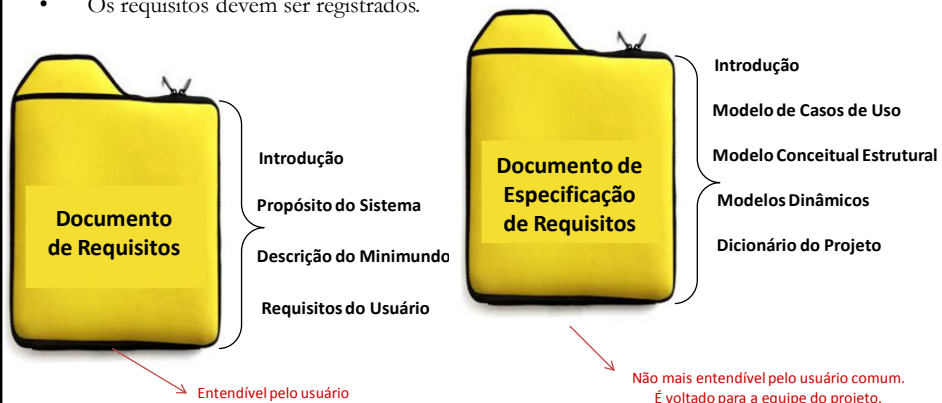 • Os requisitos devem ser registrados.
Documento
de Requisitos
Introdução
Propósito do Sistema
Descrição do Minimundo
Requisitos do Usuário
Entendível pelo usuário
Documento de
Especificação
de Requisitos
Introdução
Modelo de Casos de Uso
Modelo Conceitual Estrutural
Modelos Dinâmicos
Dicionário do Projeto
Não mais entendível pelo usuário comum.
É voltado para a equipe do projeto.